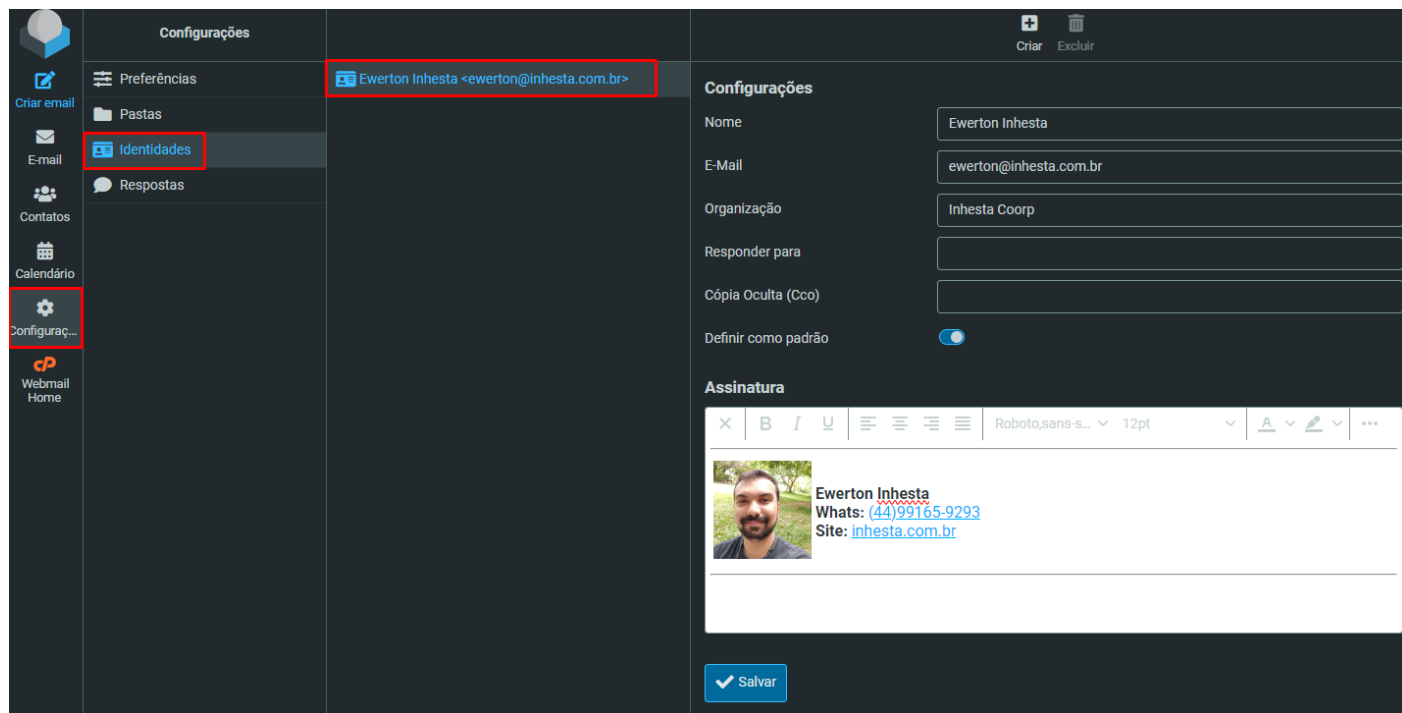 Configurações
Criar
Excluir
Criar email
E-mail
Contatos
Calendário
Configuraç...
cP
Webmail
Home
Preferências
Pastas
Identidades
Respostas
Ewerton Inhesta <ewerton@inhesta.com.br>
Configurações
Nome
Ewerton Inhesta
E-Mail
ewerton@inhesta.com.br
Organização
Inhesta Coorp
Responder para
Cópia Oculta (Cco)
Definir como padrão
Assinatura
B I U Roboto,sans-s... 12pt A
Ewerton Inhesta
Whats: (44)99165-9293
Site: inhesta.com.br
Salvar